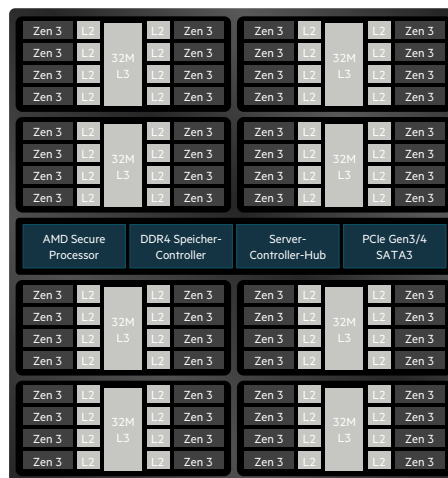 Zen 3 L2 L2 Zen 3 Zen 3 L2 L2 Zen 3
Zen 3 L2 32M L2 Zen 3 Zen 3 L2 32M L2 Zen 3
Zen 3 L2 L3 L2 Zen 3 Zen 3 L2 L3 L2 Zen 3
Zen 3 L2 L2 Zen 3 Zen 3 L2 L2 Zen 3
Zen 3 L2 L2 Zen 3 Zen 3 L2 L2 Zen 3
Zen 3 L2 32M L2 Zen 3 Zen 3 L2 32M L2 Zen 3
Zen 3 L2 L3 L2 Zen 3 Zen 3 L2 L3 L2 Zen 3
Zen 3 L2 L2 Zen 3 Zen 3 L2 L2 Zen 3
AMD Secure
Processor
DDR4 Speicher-
Controller
Server-
Controller-Hub
PCIe Gen3/4
SATA3
Zen 3 L2 L2 Zen 3 Zen 3 L2 L2 Zen 3
Zen 3 L2 32M L2 Zen 3 Zen 3 L2 32M L2 Zen 3
Zen 3 L2 L3 L2 Zen 3 Zen 3 L2 L3 L2 Zen 3
Zen 3 L2 L2 Zen 3 Zen 3 L2 L2 Zen 3
Zen 3 L2 L2 Zen 3 Zen 3 L2 L2 Zen 3
Zen 3 L2 32M L2 Zen 3 Zen 3 L2 32M L2 Zen 3
Zen 3 L2 L3 L2 Zen 3 Zen 3 L2 L3 L2 Zen 3
Zen 3 L2 L2 Zen 3 Zen 3 L2 L2 Zen 3